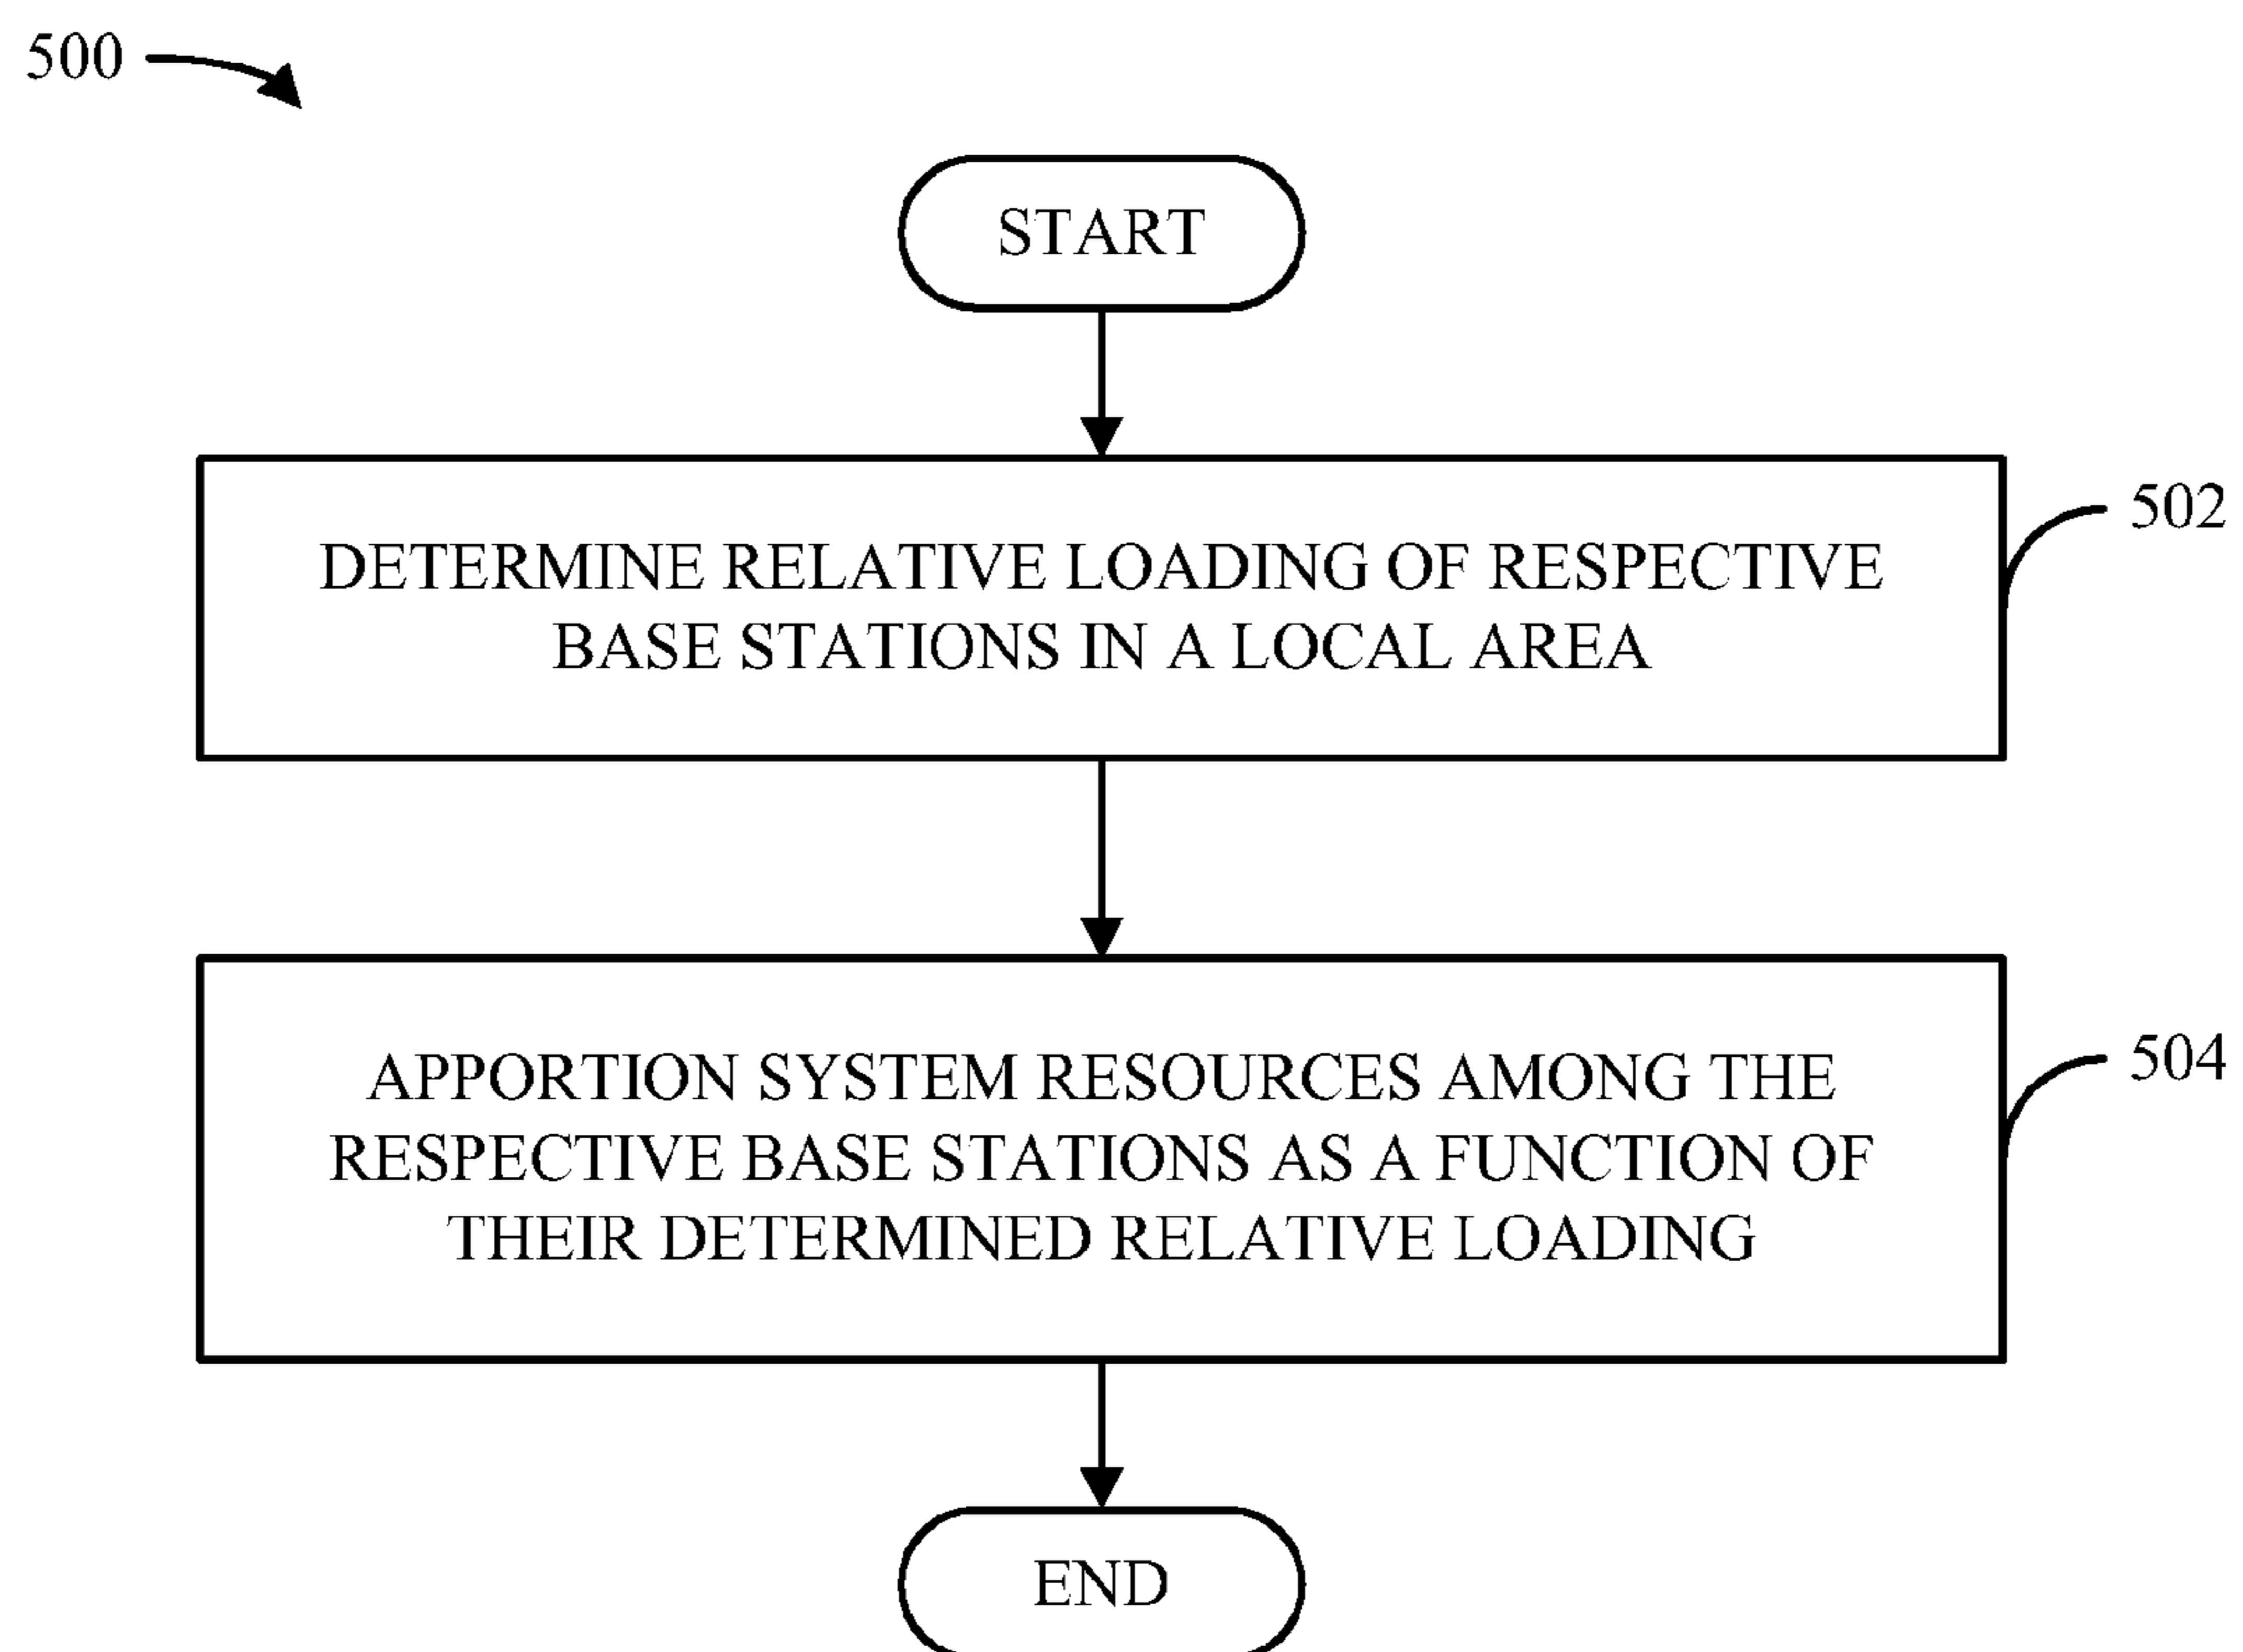 500
START
502
DETERMINE RELATIVE LOADING OF RESPECTIVE
BASE STATIONS IN A LOCAL AREA
504
APPORTION SYSTEM RESOURCES AMONG THE
RESPECTIVE BASE STATIONS AS A FUNCTION OF
THEIR DETERMINED RELATIVE LOADING
END